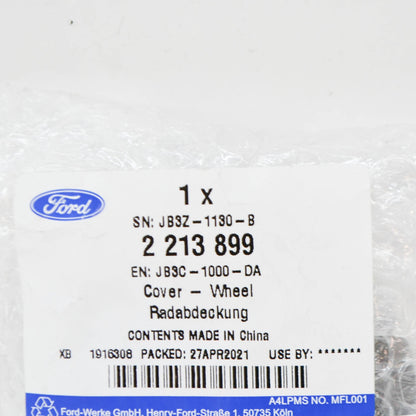 Ford
1 x
SN: JB3Z-1130-B
2 213 899
EN: JB3C-1000-DA
Cover - Wheel
Radabdeckung
CONTENTS MADE IN China
XB 1916308 PACKED: 27APR2021 USE BY: *******
A4LPMS NO. MFL001
Ford-Werke GmbH, Henry-Ford-Straße 1, 50735 Köln